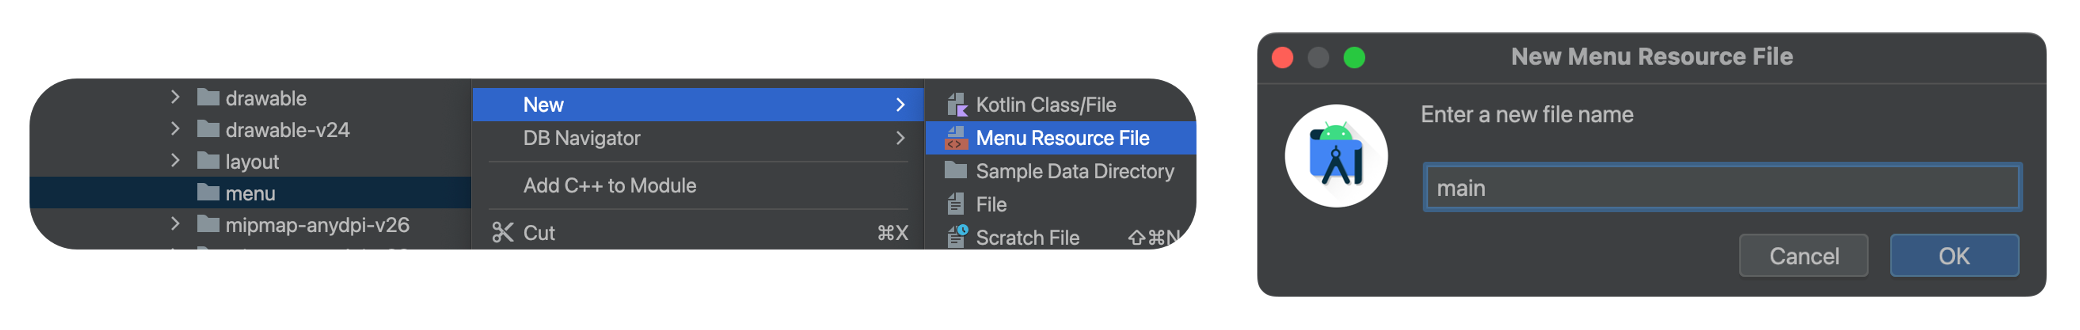 drawable
drawable-v24
layout
menu
mipmap-anydpi-v26
New
DB Navigator
Add C++ to Module
Cut ⌘X
Kotlin Class/File
Menu Resource File
Sample Data Directory
File
Scratch File ⇧⌘N
New Menu Resource File
Enter a new file name
main
Cancel OK